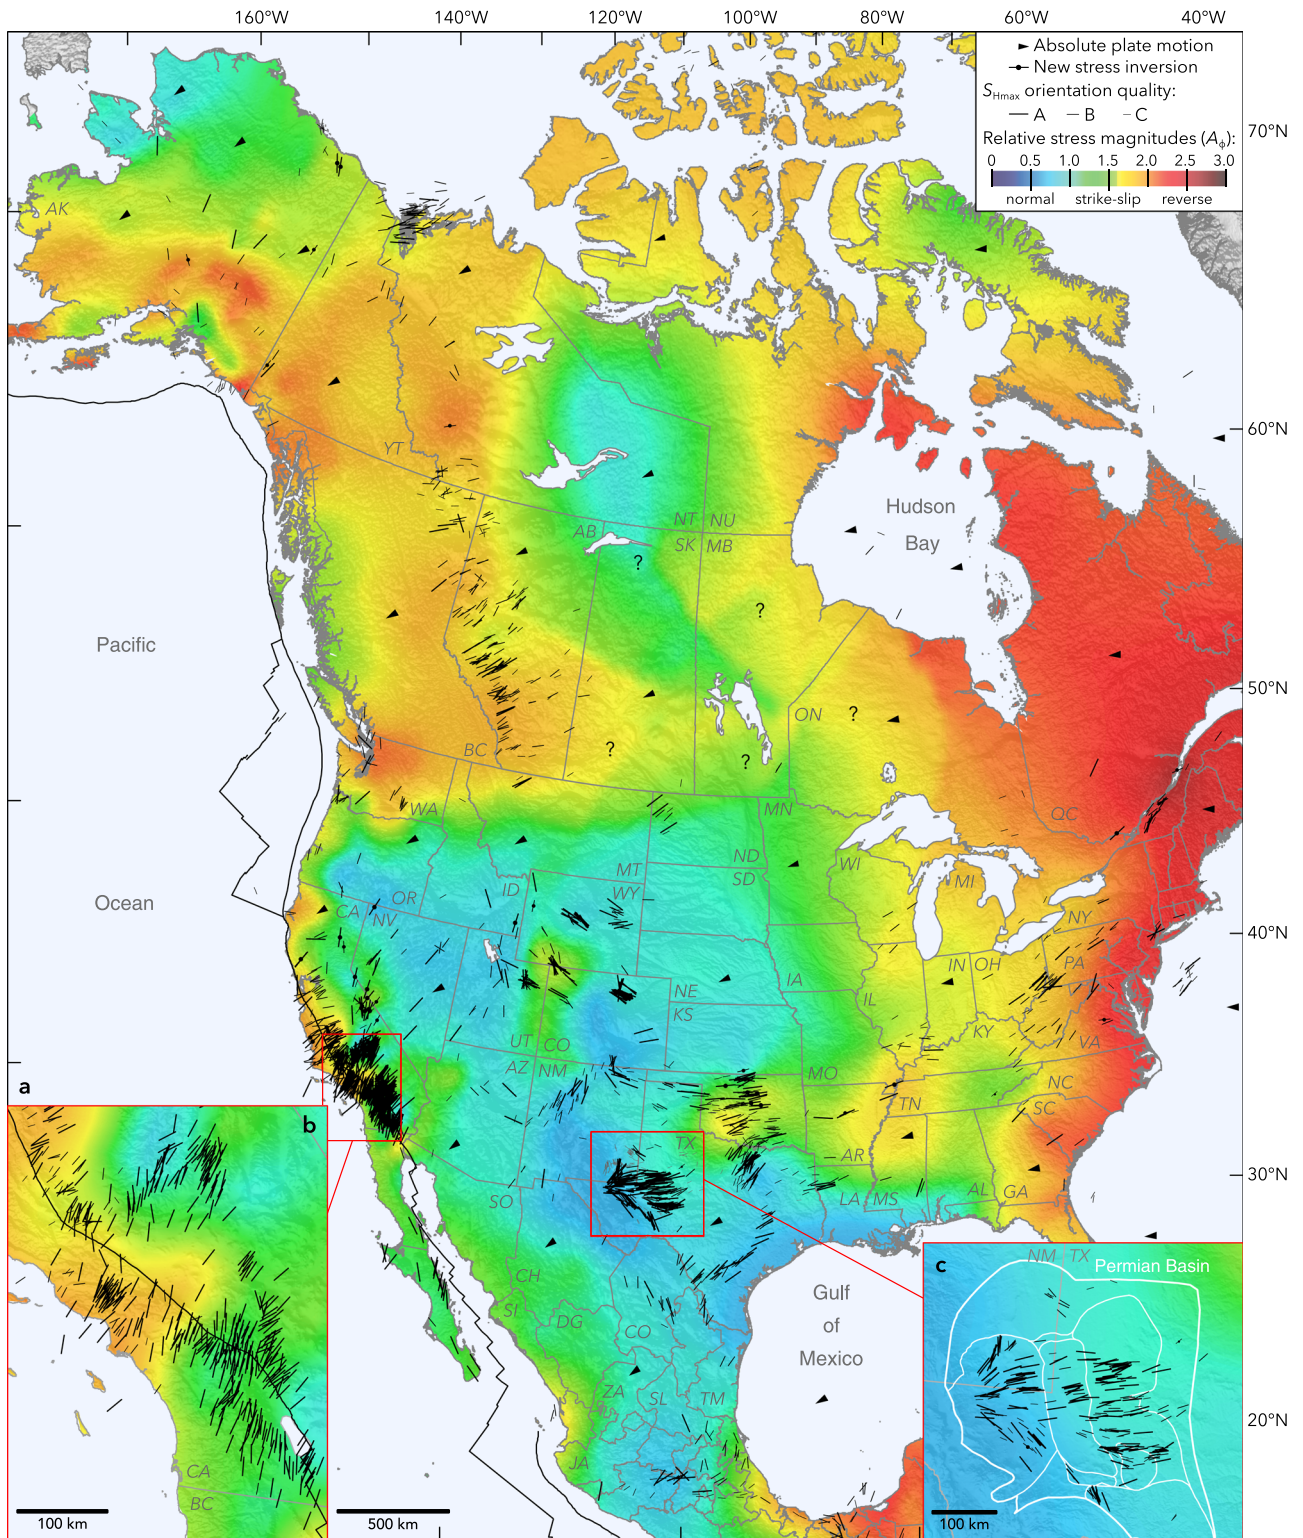 160°W 140°W 120°W 100°W 80°W 60°W 40°W
Absolute plate motion
New stress inversion
SHmax orientation quality:
A B C
Relative stress magnitudes (Aϕ):
0 0.5 1.0 1.5 2.0 2.5 3.0
normal strike-slip reverse
70°N
AK
60°N
YT
Hudson
Bay
NT NU
AB
SK MB
?
?
Pacific
50°N
ON
?
BC
?
?
WA
MN
QC
ND
WI
MT
SD
MI
ID
WY
OR
Ocean
CA
NV
NY
40°N
PA
IN OH
IA
NE
IL
KS
KY
UT CO
VA
AZ NM
MO
NC
TN
SC
a
b
TX
AR
30°N
SO
LA MS
AL GA
c
NM TX
Permian Basin
CH
Gulf
SI
DG
of
CO
Mexico
ZA
SL
TM
20°N
JA
CA
BC
100 km
500 km
100 km